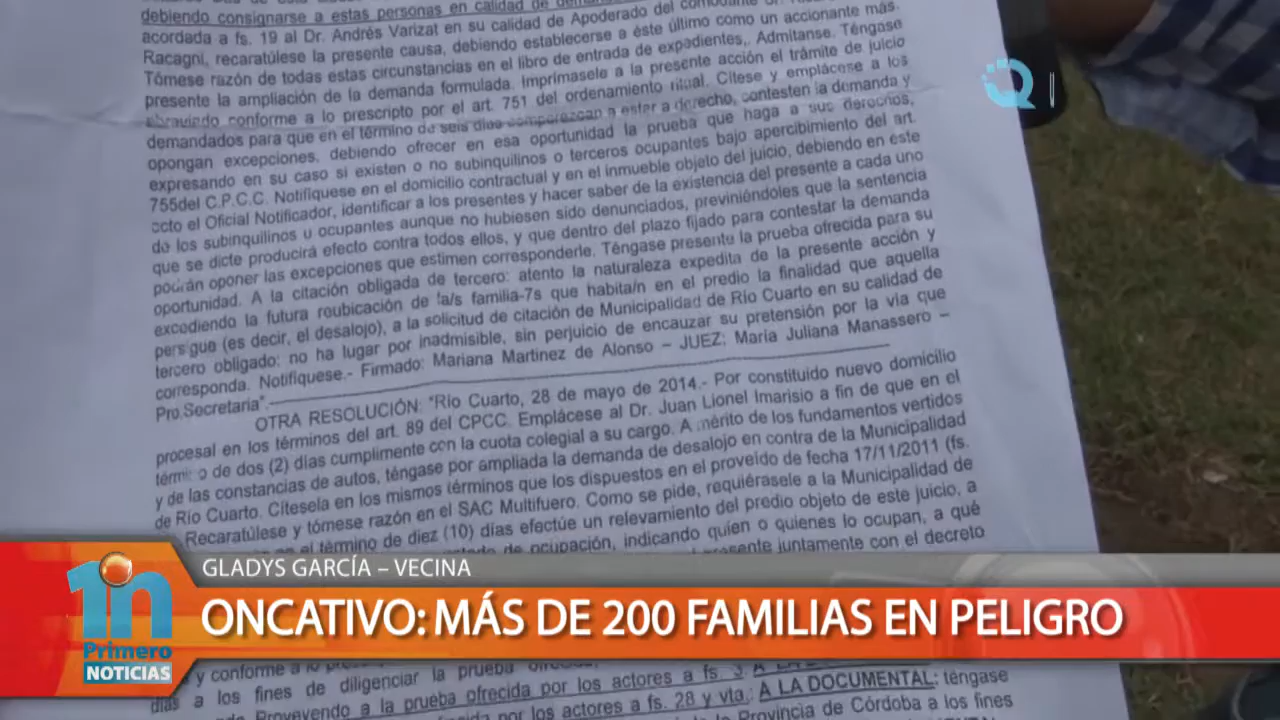 debiendo consignarse a estas personas en calidad de
acordada a fs. 19 al Dr. Andrés Varizat en su calidad de Apoderado del
Racagni, recaratúlese la presente causa, debiendo establecerse a éste último como un accionante más.
Tómese razón de todas estas circunstancias en el libro de entrada de expedientes,. Admítanse. Téngase
presente la ampliación de la demanda formulada. Imprímasele a la presente acción el trámite de juicio
abreviado conforme a lo prescripto por el art. 751 del ordenamiento ritual. Cítese y emplácese a los
demandados para que en el término de seis días comparezcan a estar a derecho, contesten la demanda y
opongan excepciones, debiendo ofrecer en esa oportunidad la prueba que haga a sus derechos,
expresando en su caso si existen o no subinquilinos o terceros ocupantes bajo apercibimiento del art.
755del C.P.C.C. Notifíquese en el domicilio contractual y en el inmueble objeto del juicio, debiendo en este
acto el Oficial Notificador, identificar a los presentes y hacer saber de la existencia del presente a cada uno
de los subinquilinos u ocupantes aunque no hubiesen sido denunciados, previniéndoles que la sentencia
que se dicte producirá efecto contra todos ellos, y que dentro del plazo fijado para contestar la demanda
podrán oponer las excepciones que estimen corresponderle. Téngase presente la prueba ofrecida para su
oportunidad. A la citación obligada de tercero: atento la naturaleza expedita de la presente acción y
excediendo la futura reubicación de la/s familia-7s que habita/n en el predio la finalidad que aquella
persigue (es decir, el desalojo), a la solicitud de citación de Municipalidad de Río Cuarto en su calidad de
tercero obligado: no ha lugar por inadmisible, sin perjuicio de encauzar su pretensión por la vía que
corresponda. Notifíquese.- Firmado: Mariana Martinez de Alonso – JUEZ; María Juliana Manassero –
Pro.Secretaria".
OTRA RESOLUCIÓN: "Río Cuarto, 28 de mayo de 2014.- Por constituido nuevo domicilio
procesal en los términos del art. 89 del CPCC. Emplácese al Dr. Juan Lionel Imarisio a fin de que en el
término de dos (2) días cumplimente con la cuota colegial a su cargo. A mérito de los fundamentos vertidos
y de las constancias de autos, téngase por ampliada la demanda de desalojo en contra de la Municipalidad
de Río Cuarto. Cítesela en los mismos términos que los dispuestos en el proveído de fecha 17/11/2011 (fs.
Recaratúlese y tómese razón en el SAC Multifuero. Como se pide, requiérasele a la Municipalidad de
en el término de diez (10) días efectúe un relevamiento del predio objeto de este juicio, a
de ocupación, indicando quien o quienes lo ocupan, a qué
presente juntamente con el decreto
GLADYS GARCÍA – VECINA
ONCATIVO: MÁS DE 200 FAMILIAS EN PELIGRO
1n
Primero
NOTICIAS
y conforme a lo
días a los fines de diligenciar la prueba
Proveyendo a la prueba ofrecida por los actores a fs. 3. A LA
por los actores a fs. 28 y vta.: A LA DOCUMENTAL: téngase
la Provincia de Córdoba a los fines